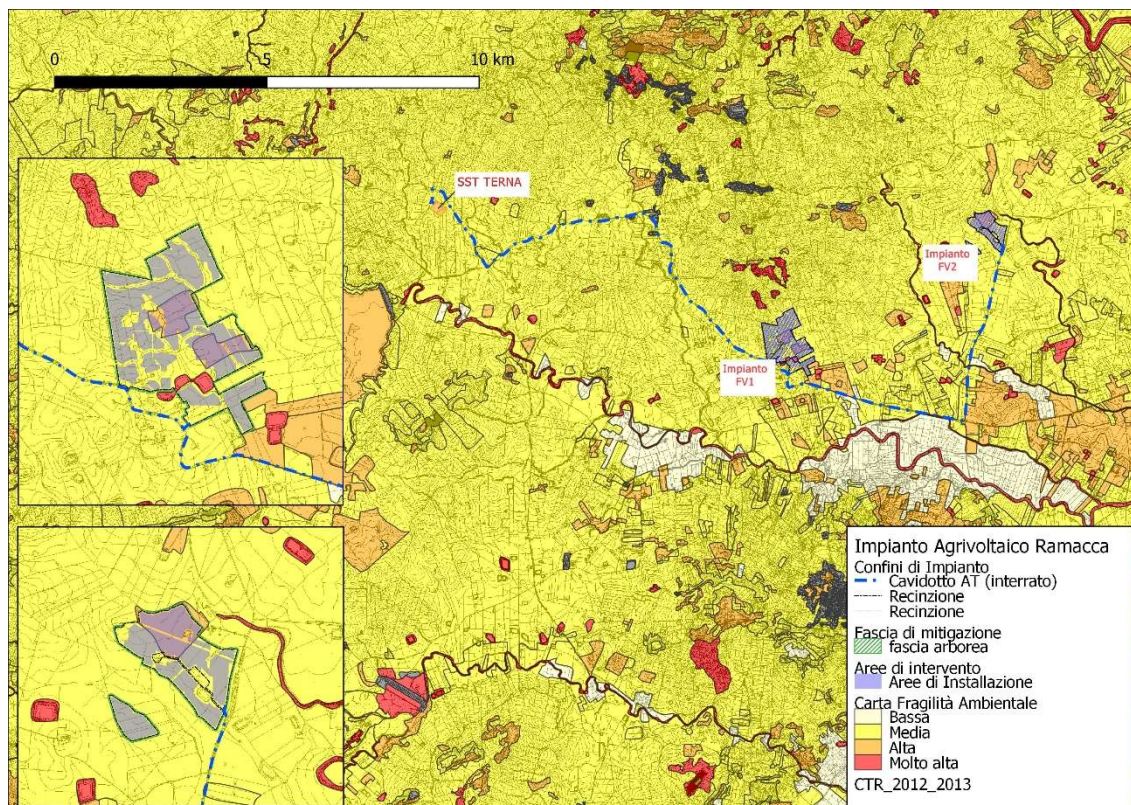 0
5
10 km
SST TERNA
Impianto
FV2
Impianto
FV1
Impianto Agrivoltaico Ramacca
Confini di Impianto
Cavidotto AT (interrato)
Recinzione
Recinzione
Fascia di mitigazione
fascia arborea
Aree di intervento
Aree di Installazione
Carta Fragilità Ambientale
Bassa
Media
Alta
Molto alta
CTR_2012_2013